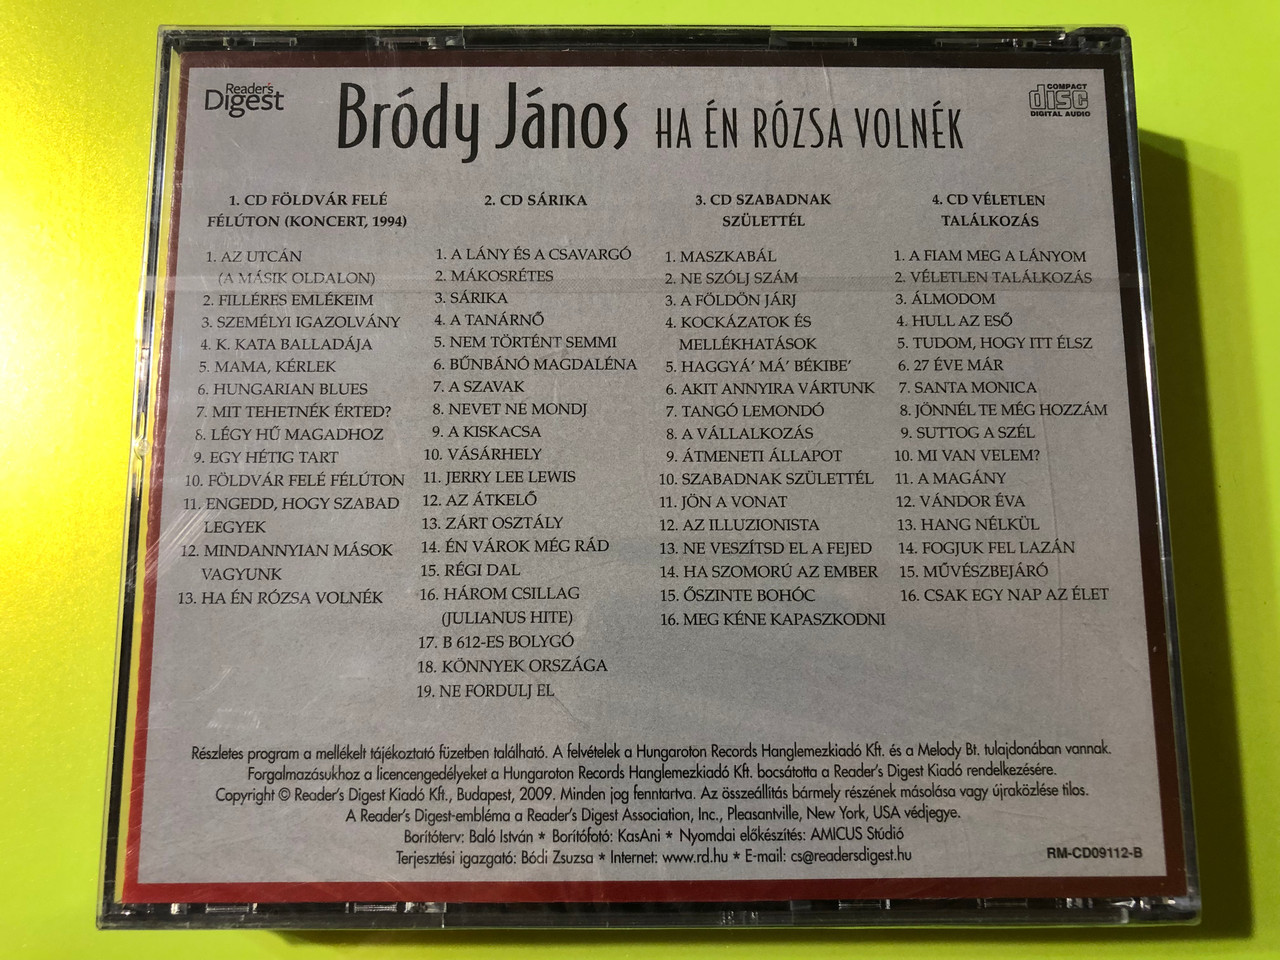 Reader's
Digest
Bródy János HA ÉN RÓZSA VOLNÉK
COMPACT
disc
DIGITAL AUDIO
1. CD FÖLDVÁR FELÉ
FÉLÚTON (KONCERT, 1994)
1. AZ UTCÁN
(A MÁSIK OLDALON)
2. FILLÉRES EMLÉKEIM
3. SZEMÉLYI IGAZOLVÁNY
4. K. KATA BALLADÁJA
5. MAMA, KÉRLEK
6. HUNGARIAN BLUES
7. MIT TEHETNÉK ÉRTED?
8. LÉGY HŰ MAGADHOZ
9. EGY HÉTIG TART
10. FÖLDVÁR FELÉ FÉLÚTON
11. ENGEDD, HOGY SZABAD
LEGYEK
12. MINDANNYIAN MÁSOK
VAGYUNK
13. HA ÉN RÓZSA VOLNÉK
2. CD SÁRIKA
1. A LÁNY ÉS A CSAVARGÓ
2. MÁKOSRÉTES
3. SÁRIKA
4. A TANÁRNŐ
5. NEM TÖRTÉNT SEMMI
6. BŰNBÁNÓ MAGDALÉNA
7. A SZAVAK
8. NEVET NE MONDJ
9. A KISKACSA
10. VÁSÁRHELY
11. JERRY LEE LEWIS
12. AZ ÁTKELŐ
13. ZÁRT OSZTÁLY
14. ÉN VÁROK MÉG RÁD
15. RÉGI DAL
16. HÁROM CSILLAG
(JULIANUS HITE)
17. B 612-ES BOLYGÓ
18. KÖNNYEK ORSZÁGA
19. NE FORDULJ EL
3. CD SZABADNAK
SZÜLETTÉL
1. MASZKABÁL
2. NE SZÓLJ SZÁM
3. A FÖLDÖN JÁRJ
4. KOCKÁZATOK ÉS
MELLÉKHATÁSOK
5. HAGGYÁ' MÁ' BÉKIBE'
6. AKIT ANNYIRA VÁRTUNK
7. TANGÓ LEMONDÓ
8. A VÁLLALKOZÁS
9. ÁTMENETI ÁLLAPOT
10. SZABADNAK SZÜLETTÉL
11. JÖN A VONAT
12. AZ ILLUZIONISTA
13. NE VESZÍTSD EL A FEJED
14. HA SZOMORÚ AZ EMBER
15. ŐSZINTE BOHÓC
16. MEG KÉNE KAPASZKODNI
4. CD VÉLETLEN
TALÁLKOZÁS
1. A FIAM MEG A LÁNYOM
2. VÉLETLEN TALÁLKOZÁS
3. ÁLMODOM
4. HULL AZ ESŐ
5. TUDOM, HOGY ITT ÉLSZ
6. 27 ÉVE MÁR
7. SANTA MONICA
8. JÖNNÉL TE MÉG HOZZÁM
9. SUTTOG A SZÉL
10. MI VAN VELEM?
11. A MAGÁNY
12. VÁNDOR ÉVA
13. HANG NÉLKÜL
14. FOGJUK FEL LAZÁN
15. MŰVÉSZBEJÁRÓ
16. CSAK EGY NAP AZ ÉLET
Részletes program a mellékelt tájékoztató füzetben található. A felvételek a Hungaroton Records Hanglemezkiadó Kft. és a Melody Bt. tulajdonában vannak.
Forgalmazásukhoz a licencengedélyeket a Hungaroton Records Hanglemezkiadó Kft. bocsátotta a Reader's Digest Kiadó rendelkezésére.
Copyright © Reader's Digest Kiadó Kft., Budapest, 2009. Minden jog fenntartva. Az összeállítás bármely részének másolása vagy újraközlése tilos.
A Reader's Digest-embléma a Reader's Digest Association, Inc., Pleasantville, New York, USA védjegye.
Borítóterv: Baló István * Borítófotó: KasAni * Nyomdai előkészítés: AMICUS Stúdió
Terjesztési igazgató: Bódi Zsuzsa * Internet: www.rd.hu * E-mail: cs@readersdigest.hu
RM-CD09112-B